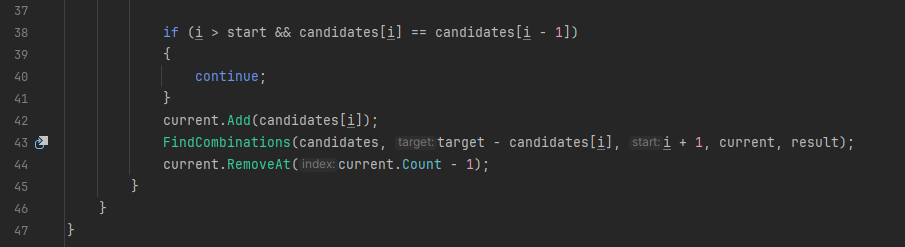 37
38 if (i > start && candidates[i] == candidates[i - 1])
39 {
40 continue;
41 }
42 current.Add(candidates[i]);
43 FindCombinations(candidates, target: target - candidates[i], start: i + 1, current, result);
44 current.RemoveAt(index: current.Count - 1);
45 }
46 }
47 }